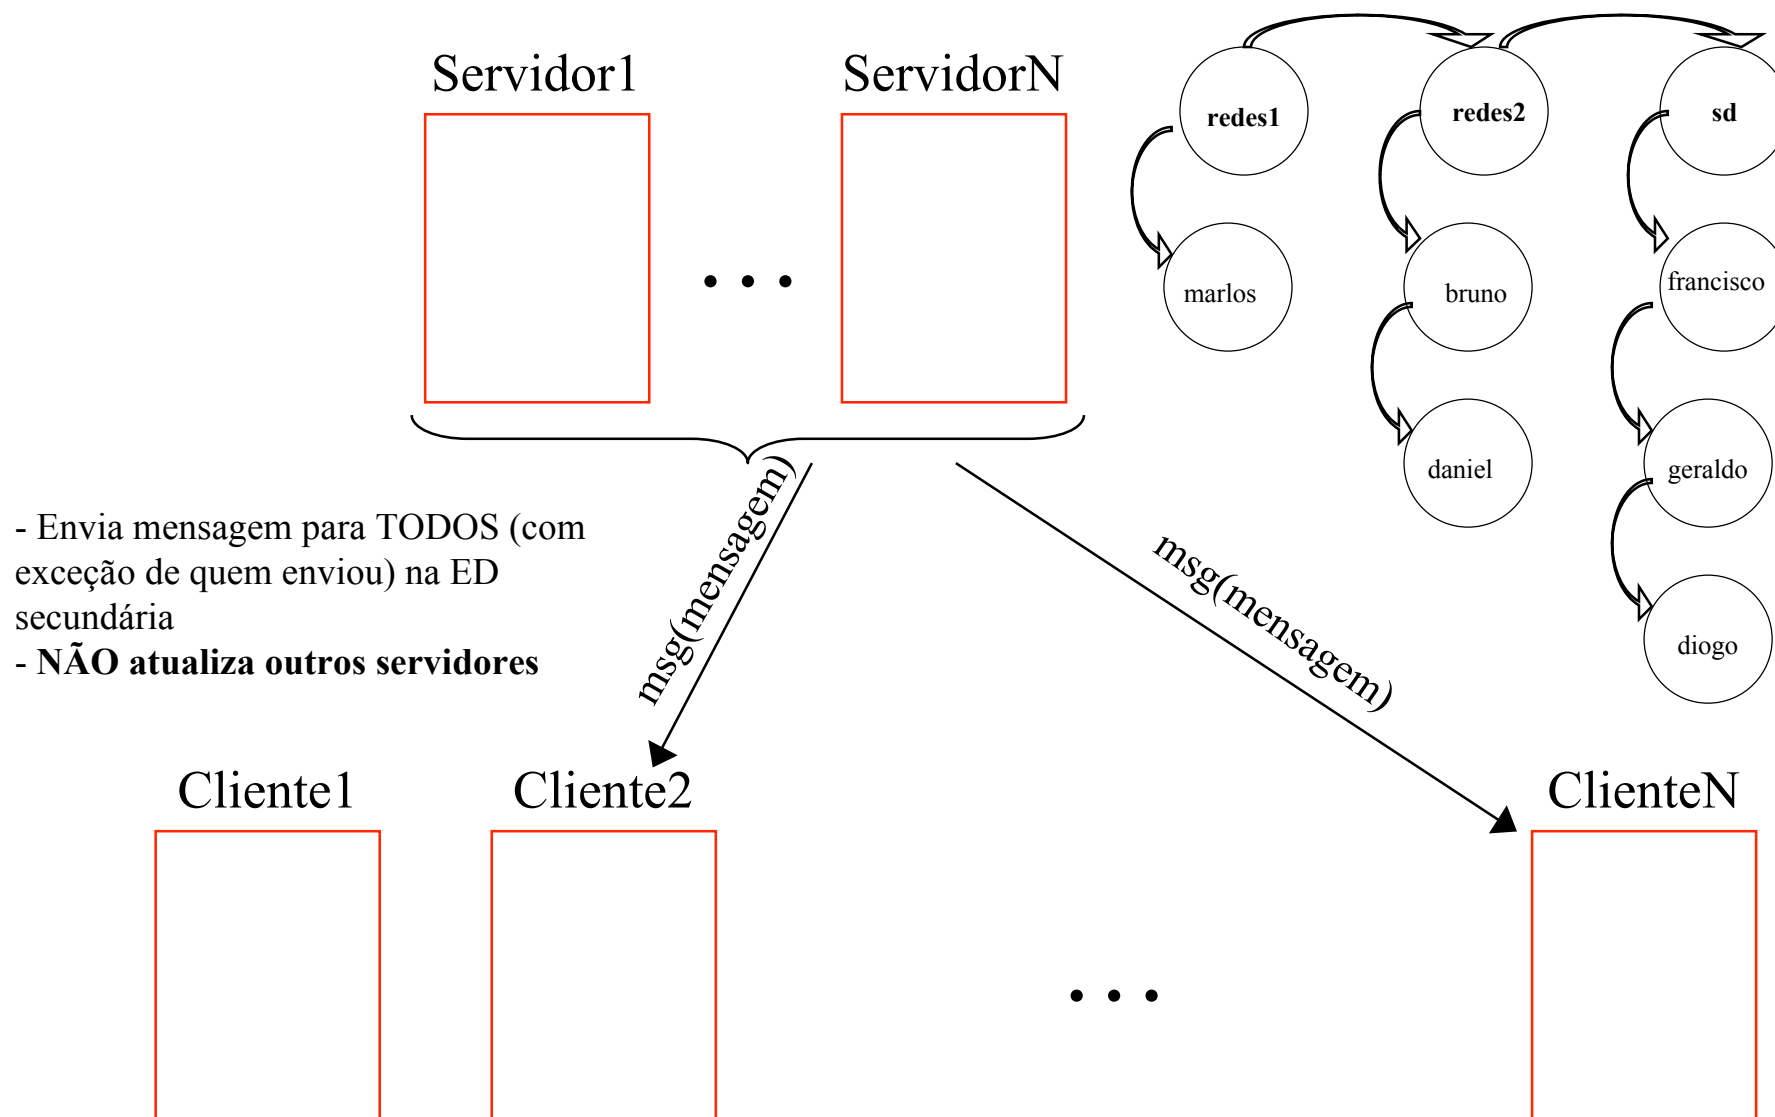 Servidor1
ServidorN
redes1
redes2
sd
marlos
bruno
francisco
daniel
geraldo
diogo
- Envia mensagem para TODOS (com
exceção de quem enviou) na ED
secundária
- NÃO atualiza outros servidores
msg(mensagem)
msg(mensagem)
Cliente1
Cliente2
ClienteN